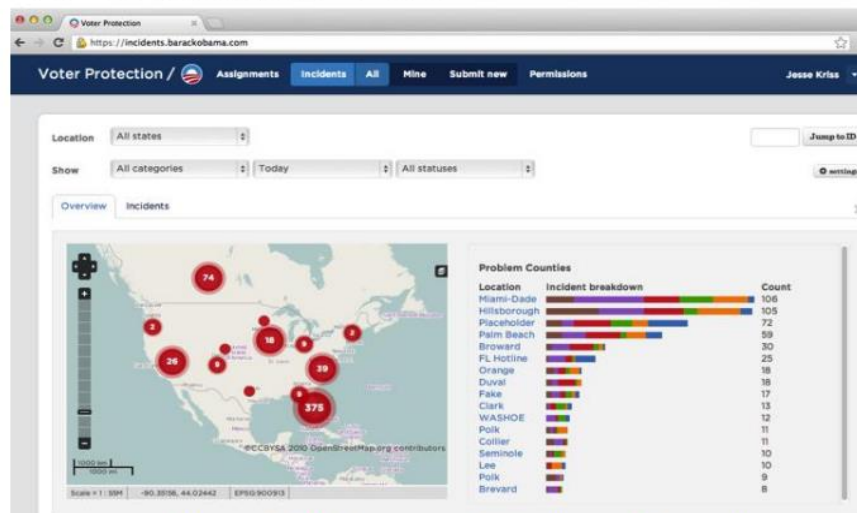 Voter Protection
https://incidents.barackobama.com
Voter Protection / Assignments Incidents All Mine Submit new Permissions Jesse Kriss
Location All states Jump to ID
Show All categories Today All statuses settings
Overview Incidents
74
2
26
9
18
9
2
39
9
375
©CCBYSA 2010 OpenStreetMap.org contributors
1000 km
1000 mi
Scale = 1 : 55M -90.35156, 44.02442 EPSG:900913
Problem Counties
Location Incident breakdown Count
Miami-Dade 106
Hillsborough 105
Placeholder 72
Palm Beach 59
Broward 30
FL Hotline 25
Orange 18
Duval 18
Fake 17
Clark 13
WASHOE 12
Polk 11
Collier 11
Seminole 10
Lee 10
Polk 9
Brevard 8